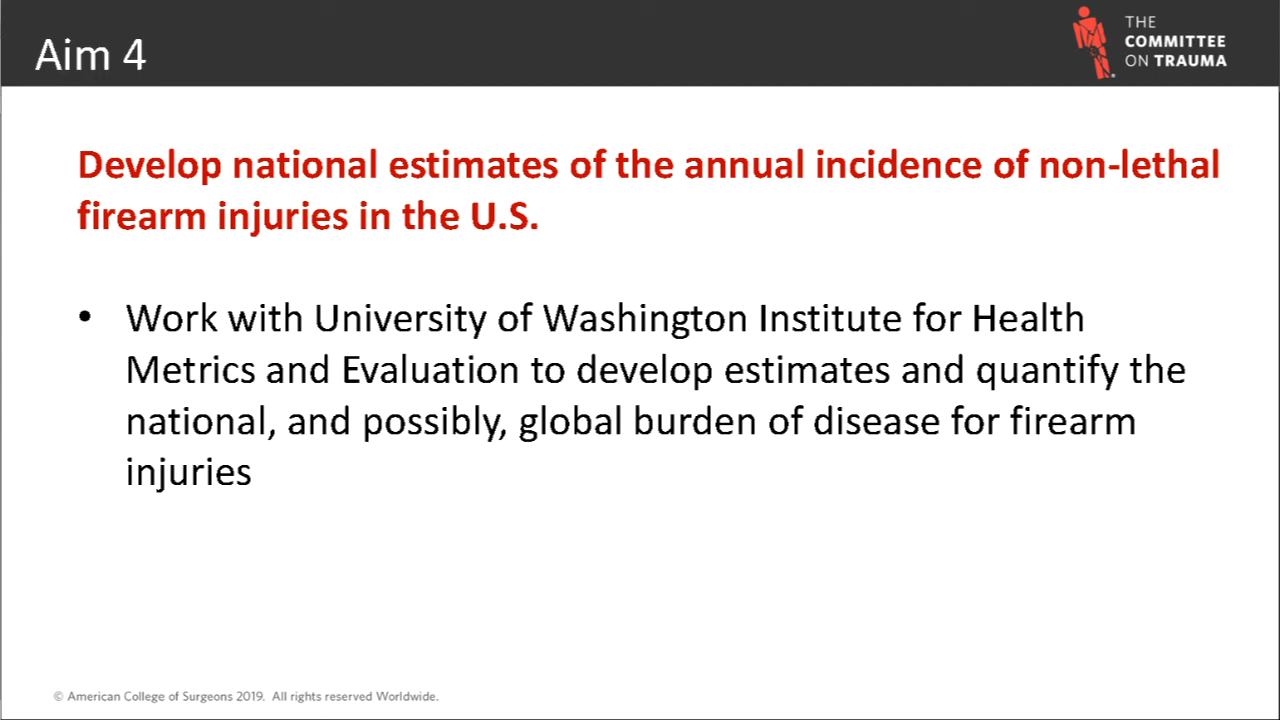 Aim 4
THE
COMMITTEE
ON TRAUMA
Develop national estimates of the annual incidence of non-lethal
firearm injuries in the U.S.
• Work with University of Washington Institute for Health
Metrics and Evaluation to develop estimates and quantify the
national, and possibly, global burden of disease for firearm
injuries
© American College of Surgeons 2019. All rights reserved Worldwide.